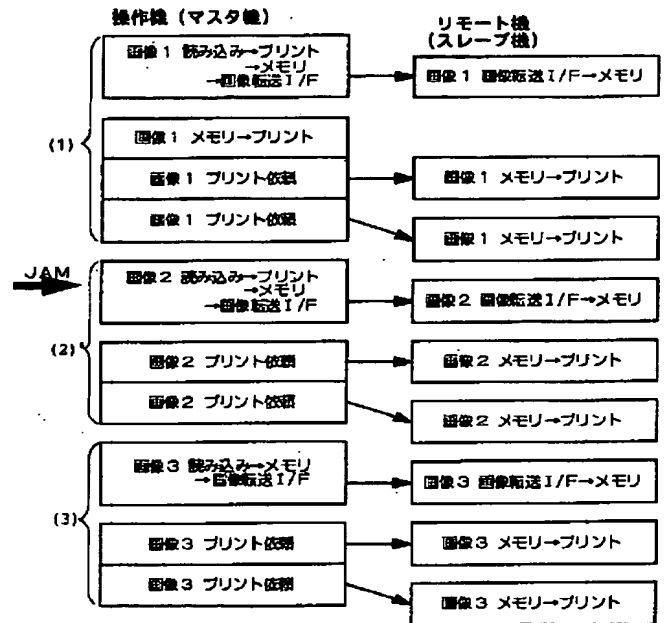 操作機（マスタ機）
リモート機
（スレーブ機）
(1)
画像1 読み込み→プリント
→メモリ
→画像転送I/F
画像1 画像転送I/F→メモリ
画像1 メモリ→プリント
画像1 プリント依頼
画像1 メモリ→プリント
画像1 プリント依頼
画像1 メモリ→プリント
JAM
(2)
画像2 読み込み→プリント
→メモリ
→画像転送I/F
画像2 画像転送I/F→メモリ
画像2 プリント依頼
画像2 メモリ→プリント
画像2 プリント依頼
画像2 メモリ→プリント
(3)
画像3 読み込み→メモリ
→画像転送I/F
画像3 画像転送I/F→メモリ
画像3 プリント依頼
画像3 メモリ→プリント
画像3 プリント依頼
画像3 メモリ→プリント